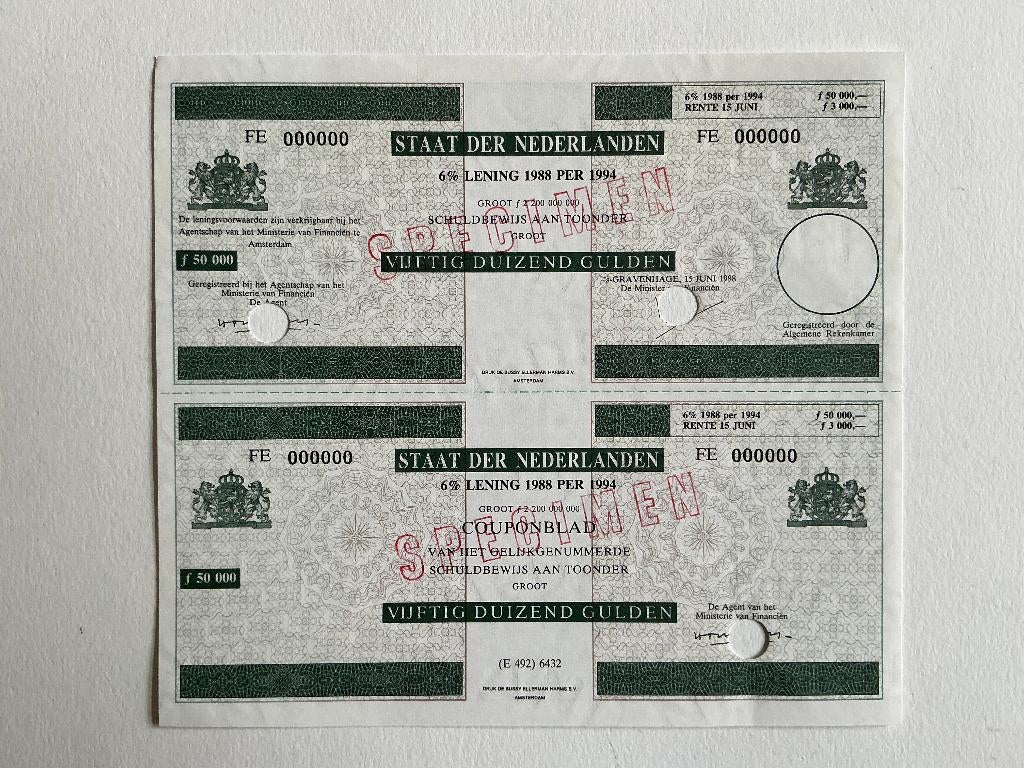 6% 1988 per 1994 ƒ 50 000,—
RENTE 15 JUNI ƒ 3 000,—
FE 000000
FE 000000
STAAT DER NEDERLANDEN
6% LENING 1988 PER 1994
GROOT ƒ 2 200 000 000
SCHULDBEWIJS AAN TOONDER
GROOT
VIJFTIG DUIZEND GULDEN
SPECIMEN
De leningsvoorwaarden zijn verkrijgbaar bij het
Agentschap van het Ministerie van Financiën te
Amsterdam
ƒ 50 000
Geregistreerd bij het Agentschap van het
Ministerie van Financiën
De Agent
's-GRAVENHAGE, 15 JUNI 1988
De Minister van Financiën
Geregistreerd door de
Algemene Rekenkamer
DRUK DE BUSSY ELLERMAN HARMS B.V.
AMSTERDAM
6% 1988 per 1994 ƒ 50 000,—
RENTE 15 JUNI ƒ 3 000,—
FE 000000
FE 000000
STAAT DER NEDERLANDEN
6% LENING 1988 PER 1994
GROOT ƒ 2 200 000 000
COUPONBLAD
VAN HET GELIJKGENUMMERDE
SCHULDBEWIJS AAN TOONDER
GROOT
VIJFTIG DUIZEND GULDEN
SPECIMEN
ƒ 50 000
De Agent van het
Ministerie van Financiën
(E 492) 6432
DRUK DE BUSSY ELLERMAN HARMS B.V.
AMSTERDAM